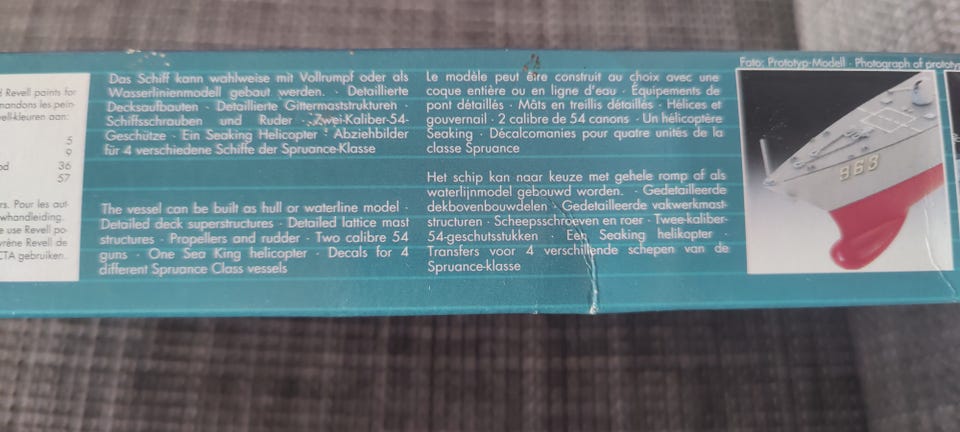 l Revell paints for
mandons les pein-
vell-kleuren aan:
5
9
od 36
57
rs. Pour les aut-
whandleiding.
e use Revell po-
yrène Revell de
CTA gebruiken.
Das Schiff kann wahlweise mit Vollrumpf oder als
Wasserlinienmodell gebaut werden. · Detaillierte
Decksaufbauten · Detaillierte Gittermaststrukturen ·
Schiffsschrauben und Ruder · Zwei-Kaliber-54-
Geschütze · Ein Seaking Helicopter · Abziehbilder
für 4 verschiedene Schiffe der Spruance-Klasse
The vessel can be built as hull or waterline model ·
Detailed deck superstructures · Detailed lattice mast
structures · Propellers and rudder · Two calibre 54
guns · One Sea King helicopter · Decals for 4
different Spruance Class vessels
Le modèle peut être construit au choix avec une
coque entière ou en ligne d'eau · Équipements de
pont détaillés · Mâts en treillis détaillés · Hélices et
gouvernail · 2 calibre de 54 canons · Un hélicoptère
Seaking · Décalcomanies pour quatre unités de la
classe Spruance
Het schip kan naar keuze met gehele romp of als
waterlijnmodel gebouwd worden. · Gedetailleerde
dekbovenbouwdelen · Gedetailleerde vakwerkmast-
structuren · Scheepsschroeven en roer · Twee-kaliber-
54-geschutsstukken · Een Seaking helikopter ·
Transfers voor 4 verschillende schepen van de
Spruance-klasse
Foto: Prototyp-Modell · Photograph of prototyp
963